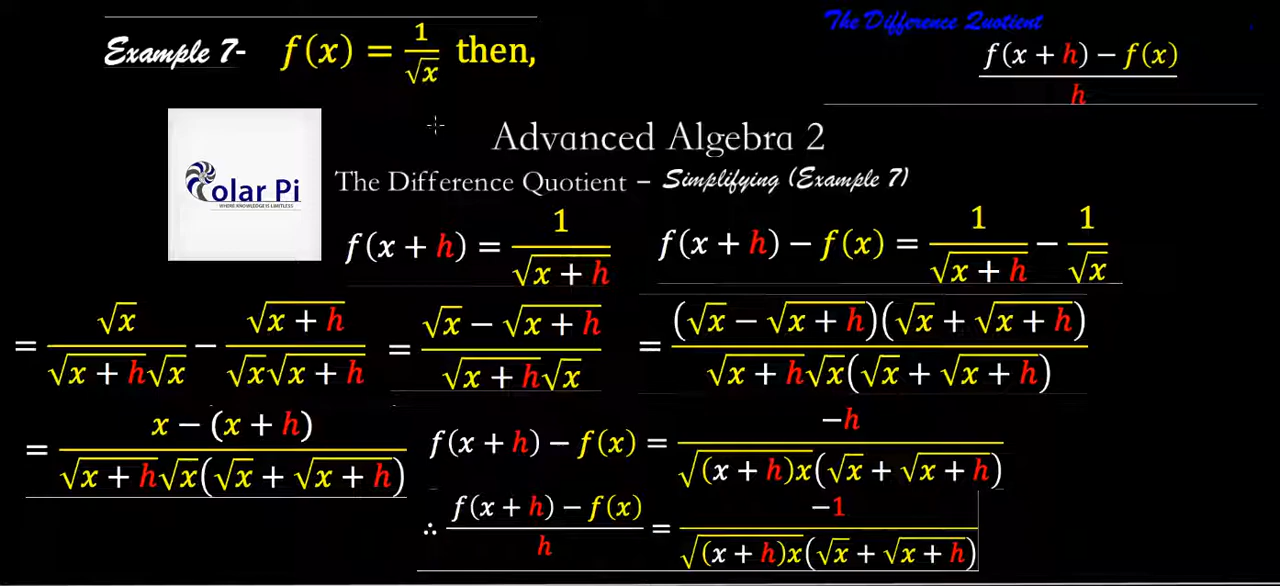 The Difference Quotient
Example 7- f(x) = 1/√x then,
(f(x + h) − f(x))/h
Advanced Algebra 2
The Difference Quotient – Simplifying (Example 7)
Polar Pi
WHERE KNOWLEDGE IS LIMITLESS
f(x + h) = 1/√(x + h)
f(x + h) − f(x) = 1/√(x + h) − 1/√x
= √x/(√(x + h)√x) − √(x + h)/(√x√(x + h))
= (√x − √(x + h))/(√(x + h)√x)
= ((√x − √(x + h))(√x + √(x + h)))/(√(x + h)√x(√x + √(x + h)))
= (x − (x + h))/(√(x + h)√x(√x + √(x + h)))
f(x + h) − f(x) = −h/(√((x + h)x)(√x + √(x + h)))
∴ (f(x + h) − f(x))/h = −1/(√((x + h)x)(√x + √(x + h)))